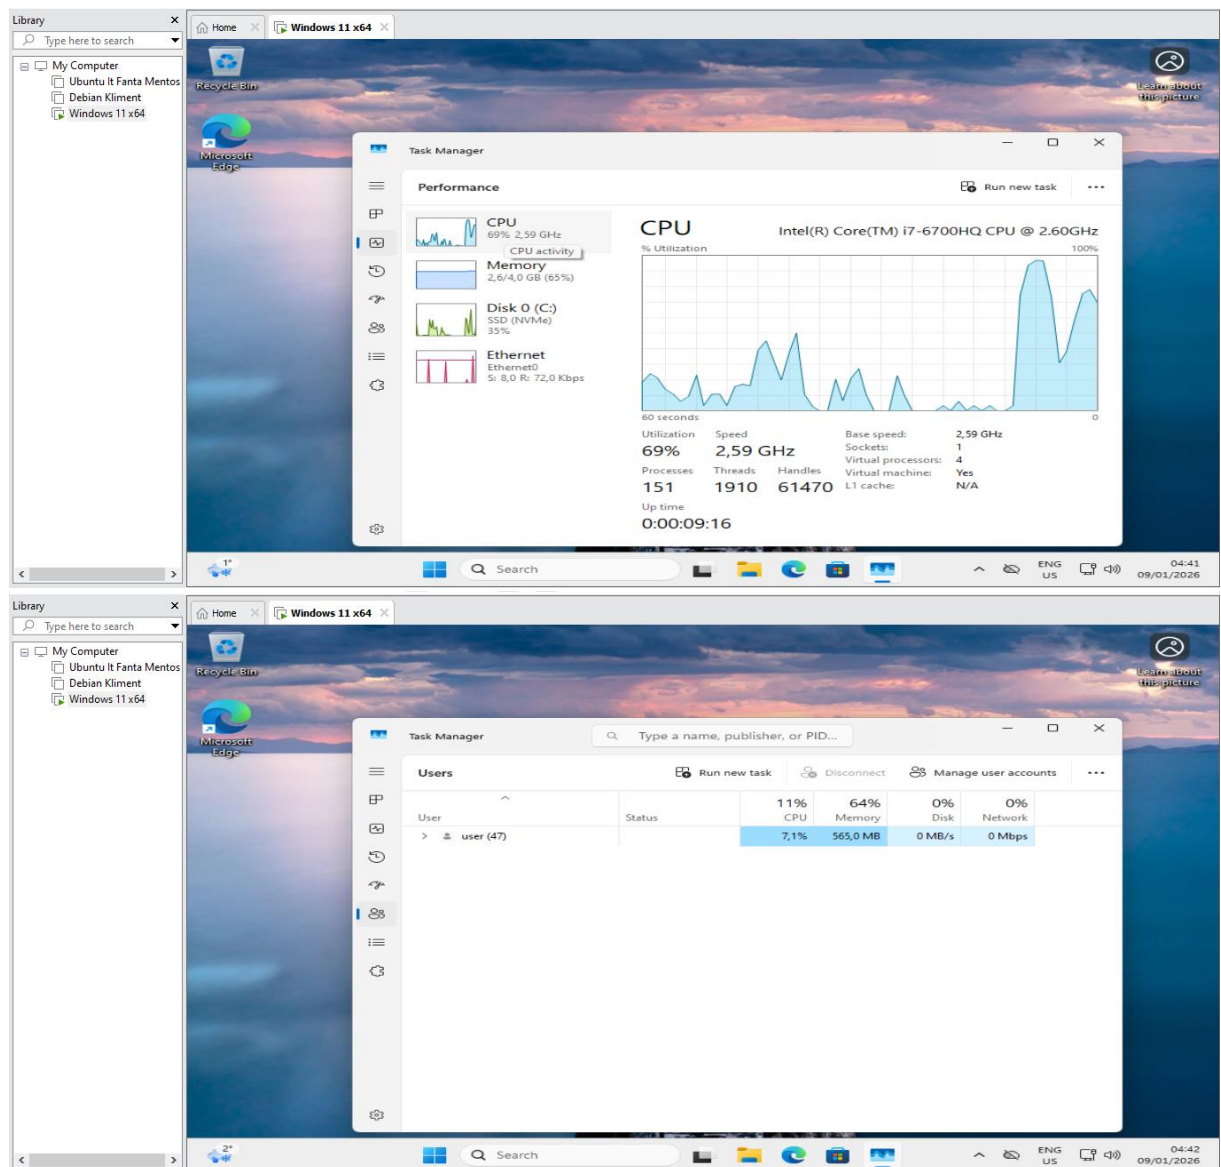 Library
Type here to search
My Computer
Ubuntu It Fanta Mentos
Debian Kliment
Windows 11 x64
Home
Windows 11 x64
Recycle Bin
Microsoft
Edge
Learn about
this picture
Task Manager
Performance
Run new task
CPU
69% 2,59 GHz
CPU activity
Memory
2,6/4,0 GB (65%)
Disk 0 (C:)
SSD (NVMe)
35%
Ethernet
Ethernet0
S: 8,0 R: 72,0 Kbps
CPU
Intel(R) Core(TM) i7-6700HQ CPU @ 2.60GHz
% Utilization
100%
60 seconds
0
Utilization
69%
Speed
2,59 GHz
Processes
151
Threads
1910
Handles
61470
Up time
0:00:09:16
Base speed: 2,59 GHz
Sockets: 1
Virtual processors: 4
Virtual machine: Yes
L1 cache: N/A
1°
Search
ENG
US
04:41
09/01/2026
Library
Type here to search
My Computer
Ubuntu It Fanta Mentos
Debian Kliment
Windows 11 x64
Home
Windows 11 x64
Recycle Bin
Microsoft
Edge
Learn about
this picture
Task Manager
Type a name, publisher, or PID...
Users
Run new task
Disconnect
Manage user accounts
11% 64% 0% 0%
User Status CPU Memory Disk Network
user (47) 7,1% 565,0 MB 0 MB/s 0 Mbps
2°
Search
ENG
US
04:42
09/01/2026